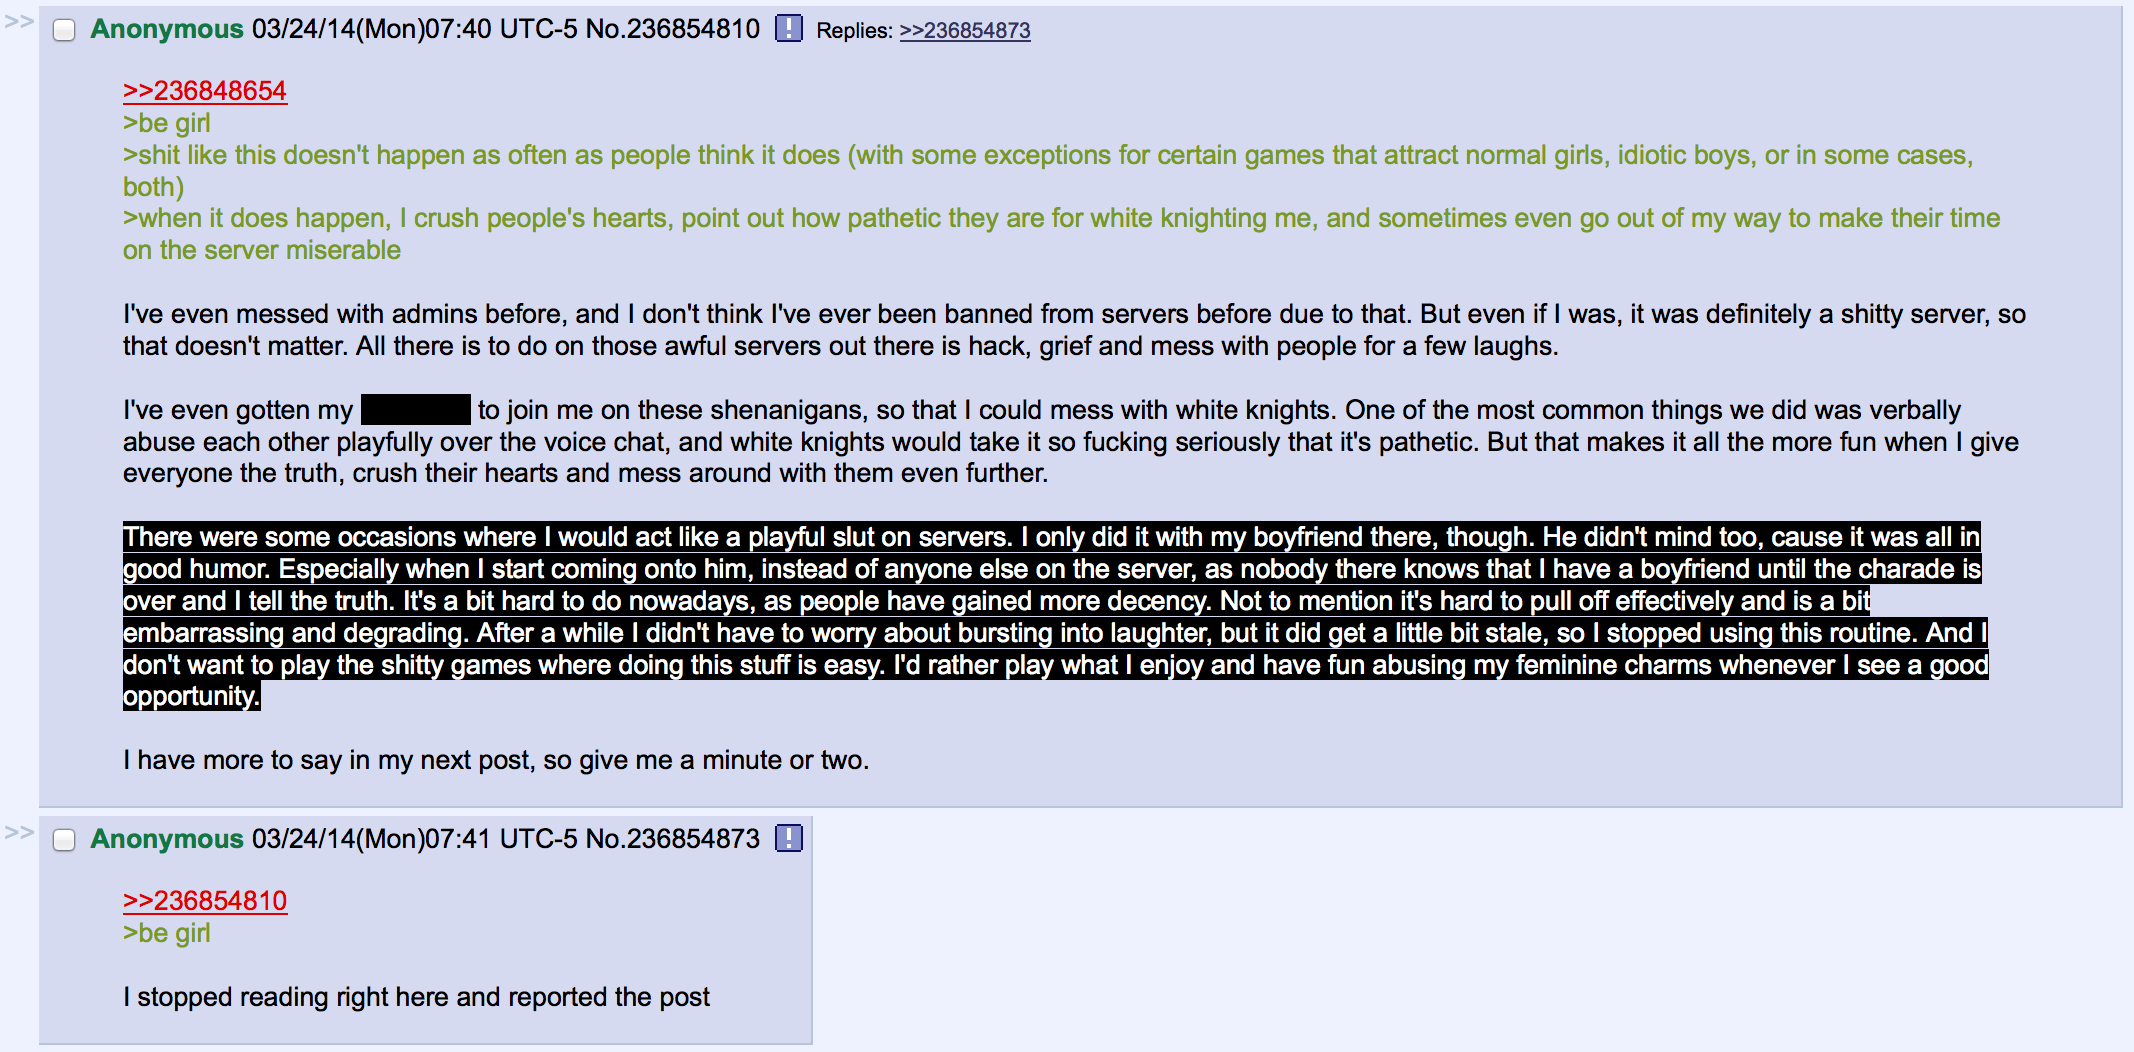 >> Anonymous 03/24/14(Mon)07:40 UTC-5 No.236854810 ! Replies: >>236854873
>>236848654
>be girl
>shit like this doesn't happen as often as people think it does (with some exceptions for certain games that attract normal girls, idiotic boys, or in some cases,
both)
>when it does happen, I crush people's hearts, point out how pathetic they are for white knighting me, and sometimes even go out of my way to make their time
on the server miserable
I've even messed with admins before, and I don't think I've ever been banned from servers before due to that. But even if I was, it was definitely a shitty server, so
that doesn't matter. All there is to do on those awful servers out there is hack, grief and mess with people for a few laughs.
I've even gotten my to join me on these shenanigans, so that I could mess with white knights. One of the most common things we did was verbally
abuse each other playfully over the voice chat, and white knights would take it so fucking seriously that it's pathetic. But that makes it all the more fun when I give
everyone the truth, crush their hearts and mess around with them even further.
There were some occasions where I would act like a playful slut on servers. I only did it with my boyfriend there, though. He didn't mind too, cause it was all in
good humor. Especially when I start coming onto him, instead of anyone else on the server, as nobody there knows that I have a boyfriend until the charade is
over and I tell the truth. It's a bit hard to do nowadays, as people have gained more decency. Not to mention it's hard to pull off effectively and is a bit
embarrassing and degrading. After a while I didn't have to worry about bursting into laughter, but it did get a little bit stale, so I stopped using this routine. And I
don't want to play the shitty games where doing this stuff is easy. I'd rather play what I enjoy and have fun abusing my feminine charms whenever I see a good
opportunity.
I have more to say in my next post, so give me a minute or two.
>> Anonymous 03/24/14(Mon)07:41 UTC-5 No.236854873 !
>>236854810
>be girl
I stopped reading right here and reported the post